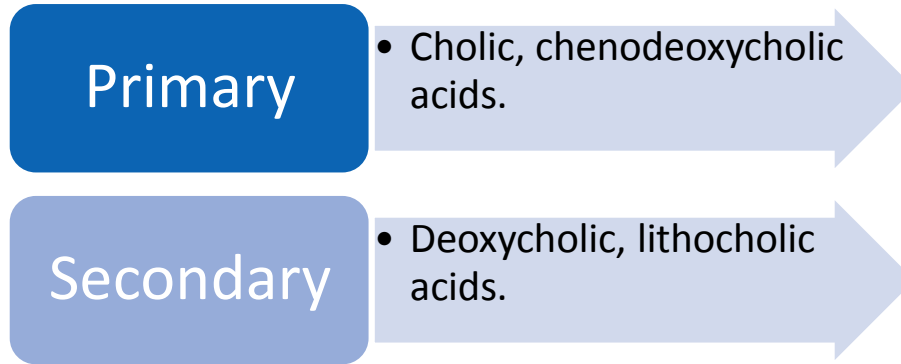 Primary
• Cholic, chenodeoxycholic
acids.
Secondary
• Deoxycholic, lithocholic
acids.